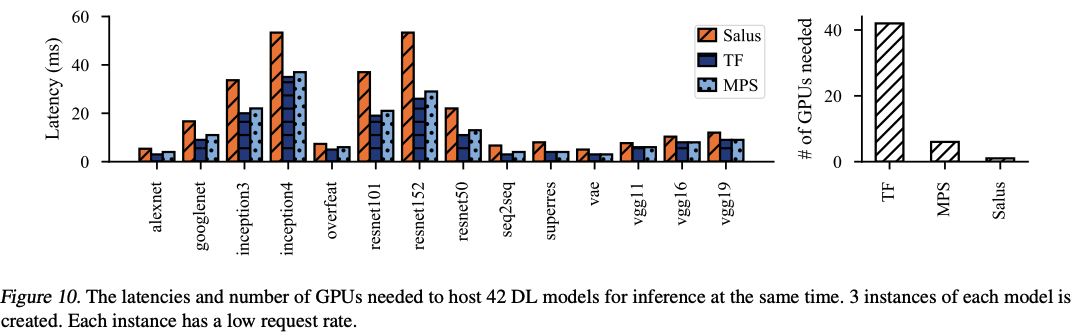 60
40
20
0
Latency (ms)
Salus
TF
MPS
alexnet
googlenet
inception3
inception4
overfeat
resnet101
resnet152
resnet50
seq2seq
superres
vae
vgg11
vgg16
vgg19
# of GPUs needed
40
20
0
TF
MPS
Salus
Figure 10. The latencies and number of GPUs needed to host 42 DL models for inference at the same time. 3 instances of each model is
created. Each instance has a low request rate.